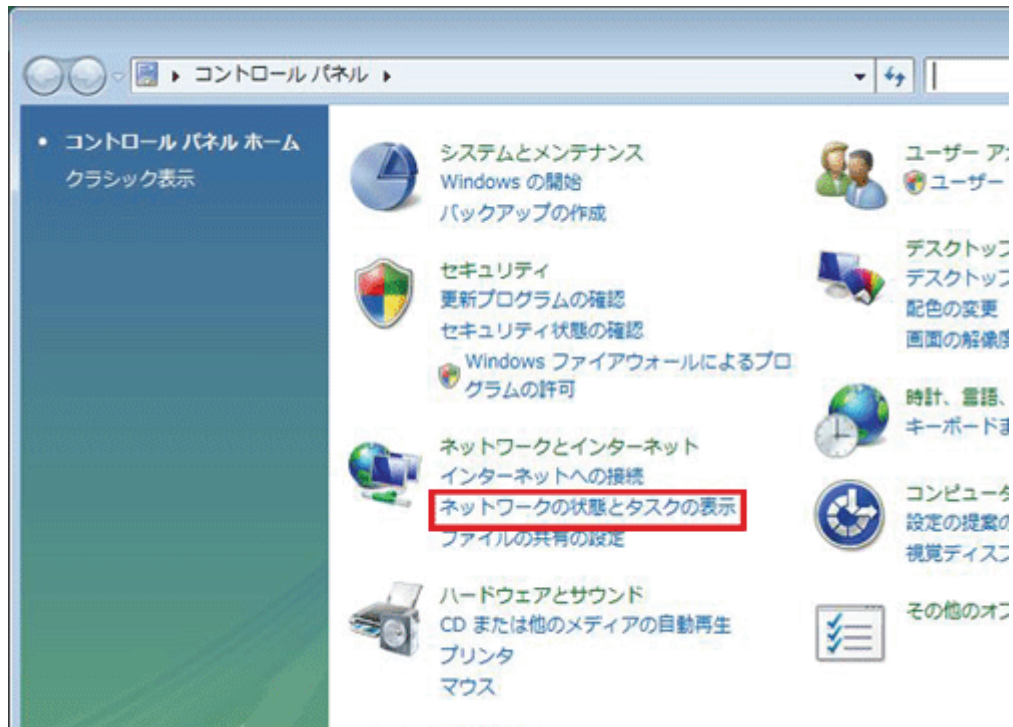 コントロール パネル
コントロール パネル ホーム
クラシック表示
システムとメンテナンス
Windows の開始
バックアップの作成
セキュリティ
更新プログラムの確認
セキュリティ状態の確認
Windows ファイアウォールによるプロ
グラムの許可
ネットワークとインターネット
インターネットへの接続
ネットワークの状態とタスクの表示
ファイルの共有の設定
ハードウェアとサウンド
CD または他のメディアの自動再生
プリンタ
マウス
ユーザー ア
ユーザー
デスクトップ
デスクトップ
配色の変更
画面の解像度
時計、言語、
キーボードま
コンピュータ
設定の提案の
視覚ディスプ
その他のオプ